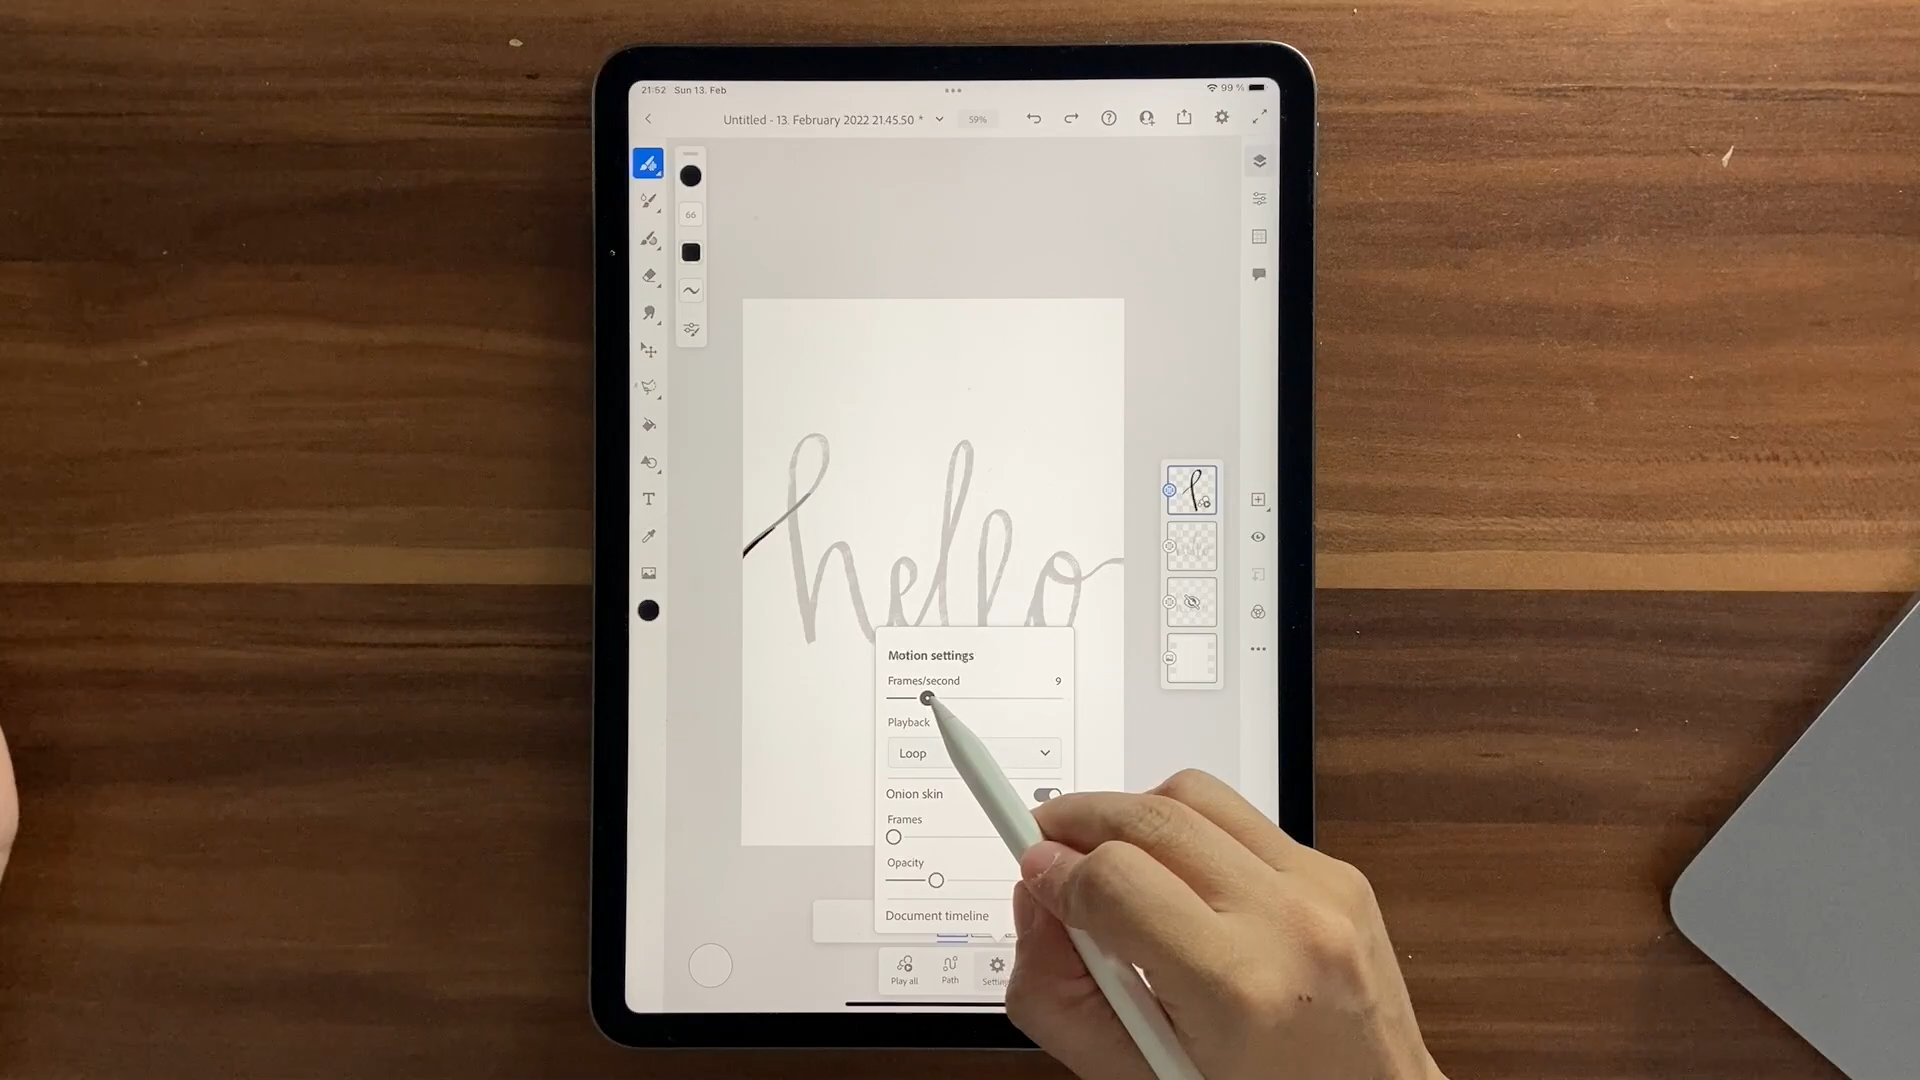 21:52 Sun 13. Feb
99 %
Untitled - 13. February 2022 21.45.50 *
59%
66
T
hello
Motion settings
Frames/second 9
Playback
Loop
Onion skin
Frames
Opacity
Document timeline
Play all Path